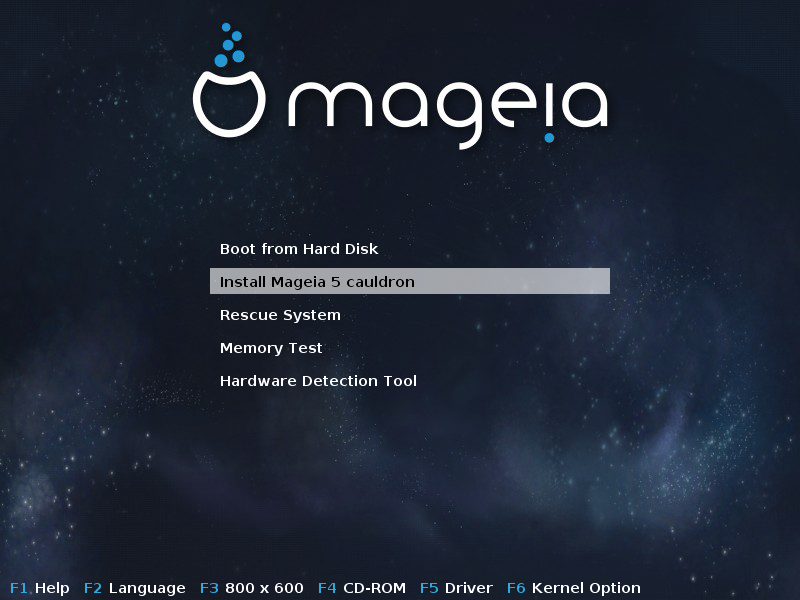 mageia
Boot from Hard Disk
Install Mageia 5 cauldron
Rescue System
Memory Test
Hardware Detection Tool
F1 Help F2 Language F3 800 x 600 F4 CD-ROM F5 Driver F6 Kernel Option